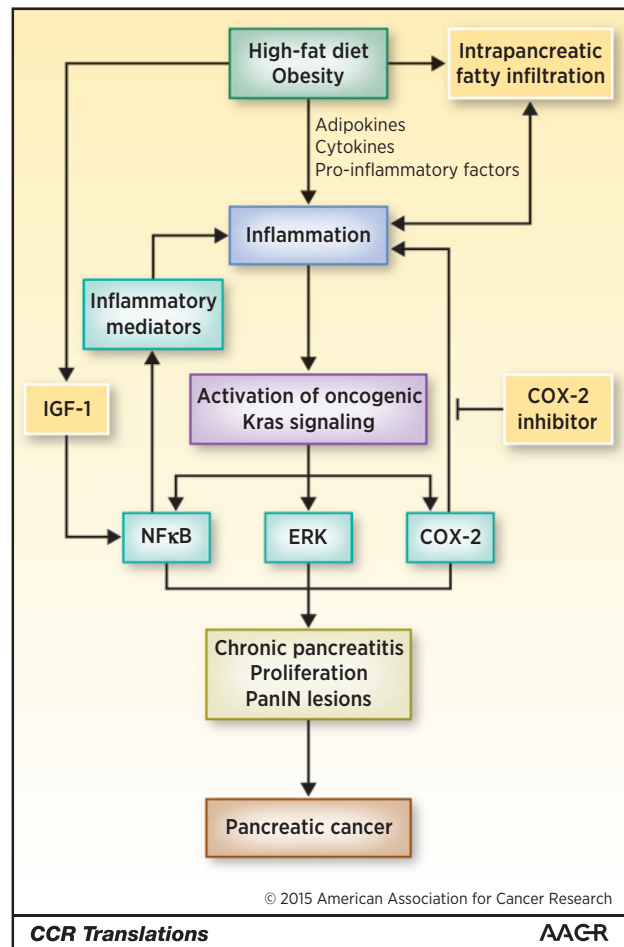 High-fat diet
Obesity
Intrapancreatic
fatty infiltration
Adipokines
Cytokines
Pro-inflammatory factors
Inflammation
Inflammatory
mediators
IGF-1
Activation of oncogenic
Kras signaling
COX-2
inhibitor
NFκB
ERK
COX-2
Chronic pancreatitis
Proliferation
PanIN lesions
Pancreatic cancer
© 2015 American Association for Cancer Research
CCR Translations
AACR